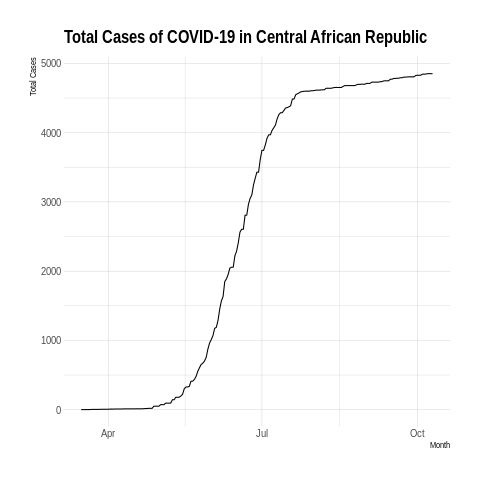 Total Cases of COVID-19 in Central African Republic
Total Cases
5000
4000
3000
2000
1000
0
Apr
Jul
Oct
Month